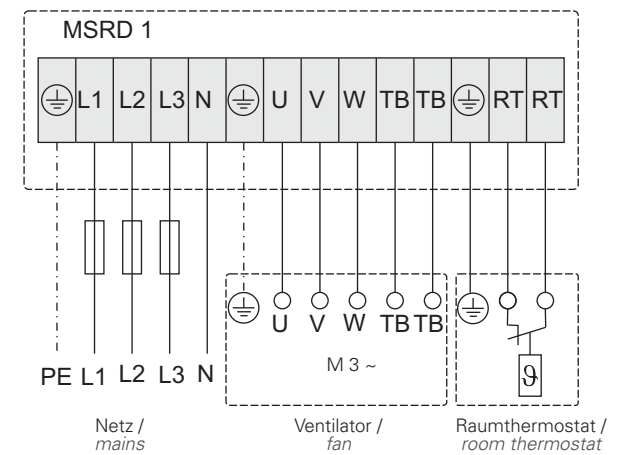 MSRD 1
L1 L2 L3 N U V W TB TB RT RT
U V W TB TB
M 3 ~
ϑ
PE L1 L2 L3 N
Netz / Ventilator / Raumthermostat /
mains fan room thermostat